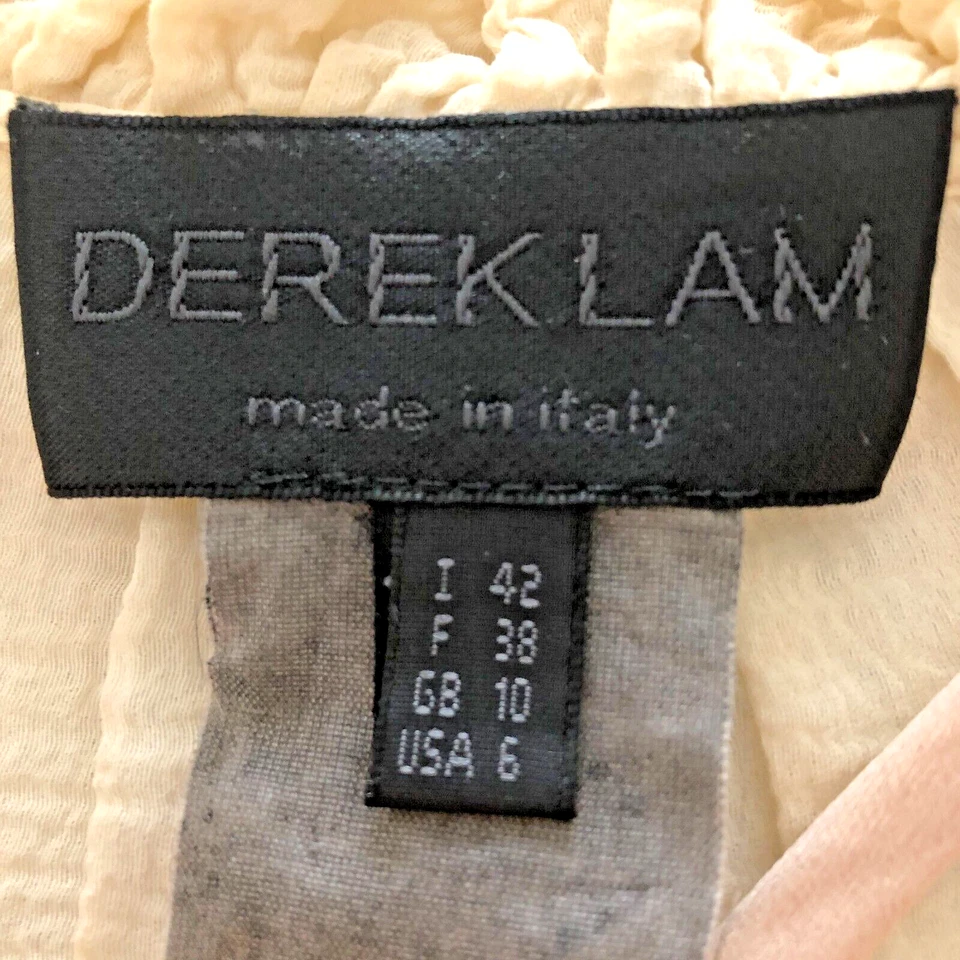 DEREK LAM
made in italy
I 42
F 38
GB 10
USA 6